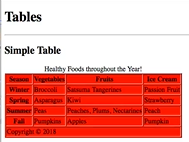 Tables
Simple Table
Healthy Foods throughout the Year!
Season Vegetables Fruits Ice Cream
Winter Broccoli Satsuma Tangerines Passion Fruit
Spring Asparagus Kiwi Strawberry
Summer Peas Peaches, Plums, Nectarines Peach
Fall Pumpkins Apples Pumpkin
Copyright © 2018